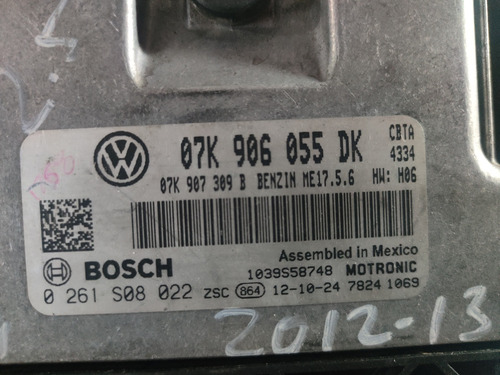 07K 906 055 DK CBTA
4334
07K 907 309 B BENZIN ME17.5.6 HW: H06
Assembled in Mexico
BOSCH 1039S58748 MOTRONIC
0 261 S08 022 ZSC 864 12-10-24 7824 1069
2012-13